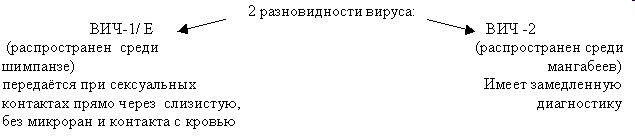 2 разновидности вируса:
ВИЧ-1/ Е
(распространен среди
шимпанзе)
передаётся при сексуальных
контактах прямо через слизистую,
без микроран и контакта с кровью
ВИЧ -2
(распространен среди
мангабеев)
Имеет замедленную
диагностику